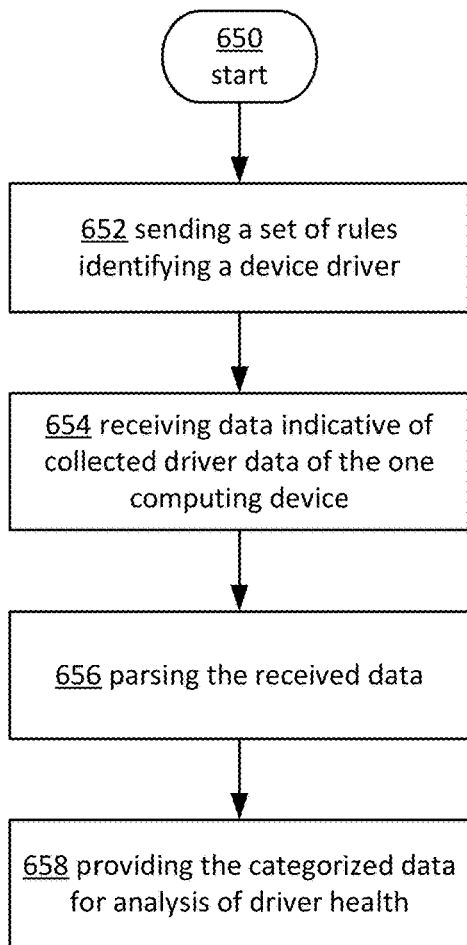 650
start
652 sending a set of rules
identifying a device driver
654 receiving data indicative of
collected driver data of the one
computing device
656 parsing the received data
658 providing the categorized data
for analysis of driver health